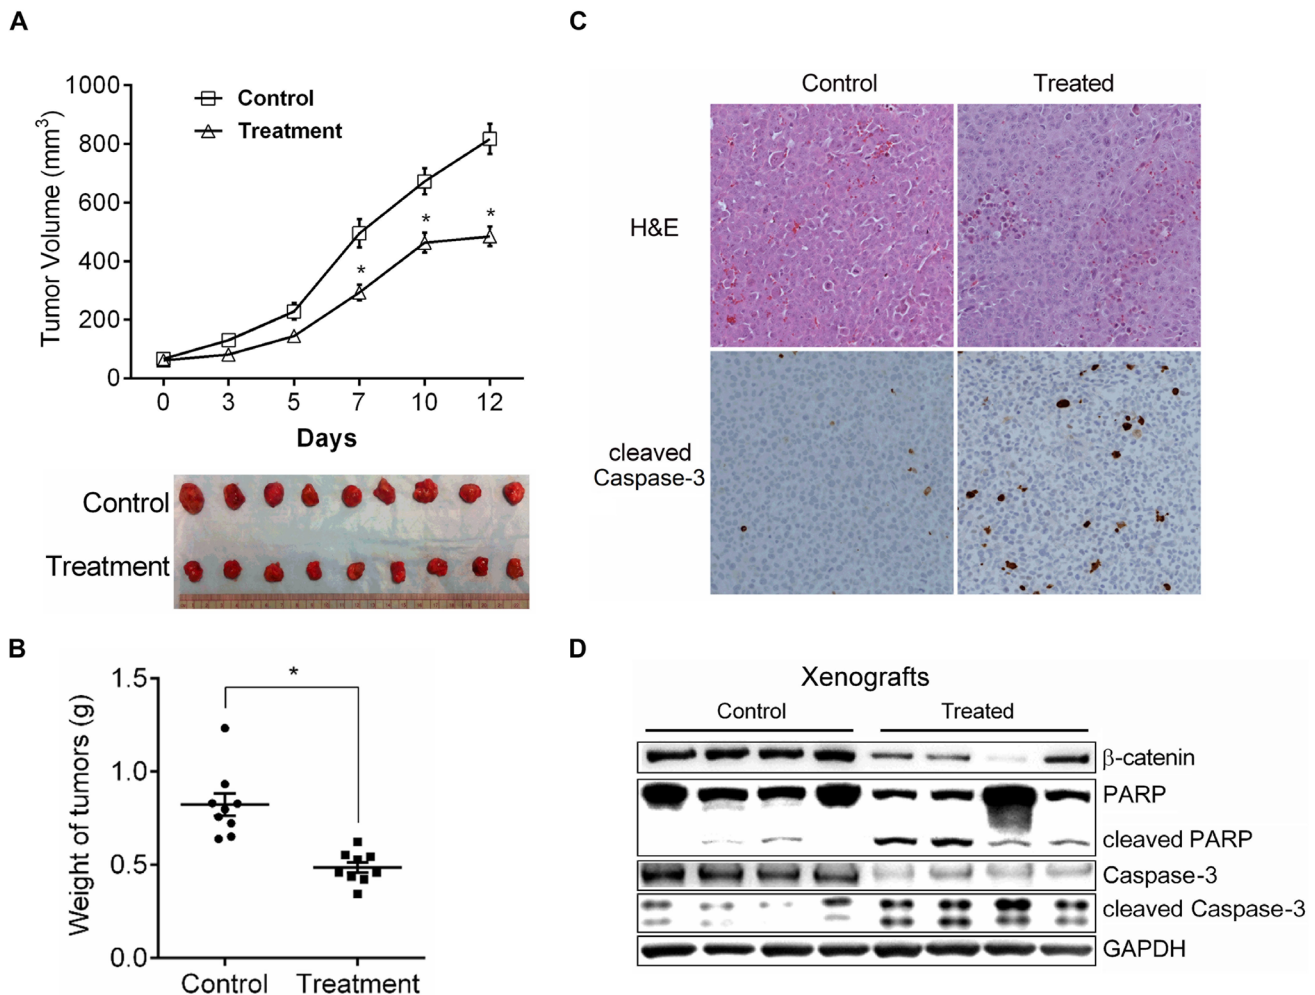 A
1000
800
600
400
200
0
Tumor Volume (mm3)
Control
Treatment
*
*
*
0 3 5 7 10 12
Days
Control
Treatment
B
1.5
1.0
0.5
0.0
Weight of tumors (g)
*
Control Treatment
C
Control Treated
H&E
cleaved
Caspase-3
D
Xenografts
Control Treated
β-catenin
PARP
cleaved PARP
Caspase-3
cleaved Caspase-3
GAPDH